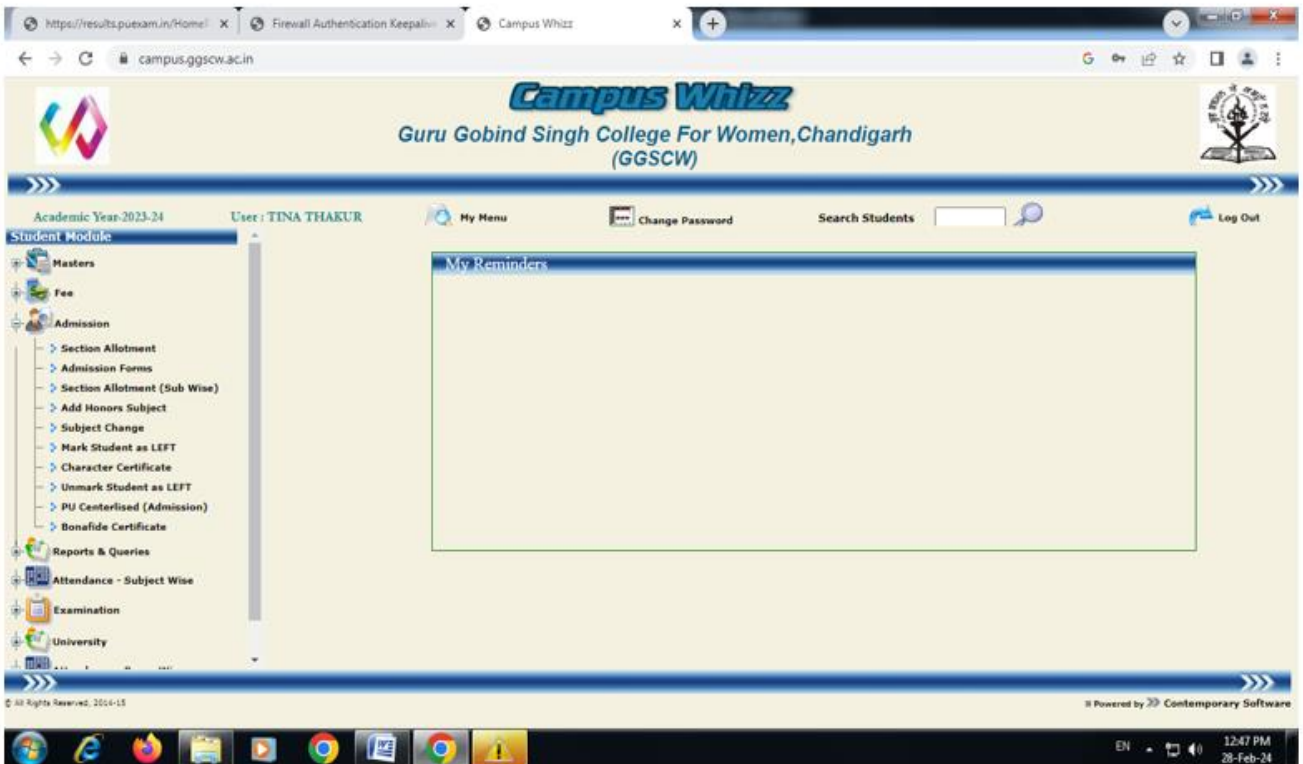 https://results.puexam.in/Home
Firewall Authentication Keepaliv
Campus Whizz
campus.ggscw.ac.in
Campus Whizz
Guru Gobind Singh College For Women,Chandigarh
(GGSCW)
Academic Year-2023-24
User : TINA THAKUR
My Menu
Change Password
Search Students
Log Out
Student Module
My Reminders
Masters
Fee
Admission
Section Allotment
Admission Forms
Section Allotment (Sub Wise)
Add Honors Subject
Subject Change
Mark Student as LEFT
Character Certificate
Unmark Student as LEFT
PU Centerlised (Admission)
Bonafide Certificate
Reports & Queries
Attendance - Subject Wise
Examination
University
© All Rights Reserved, 2014-15
Powered by Contemporary Software
EN
12:47 PM
28-Feb-24